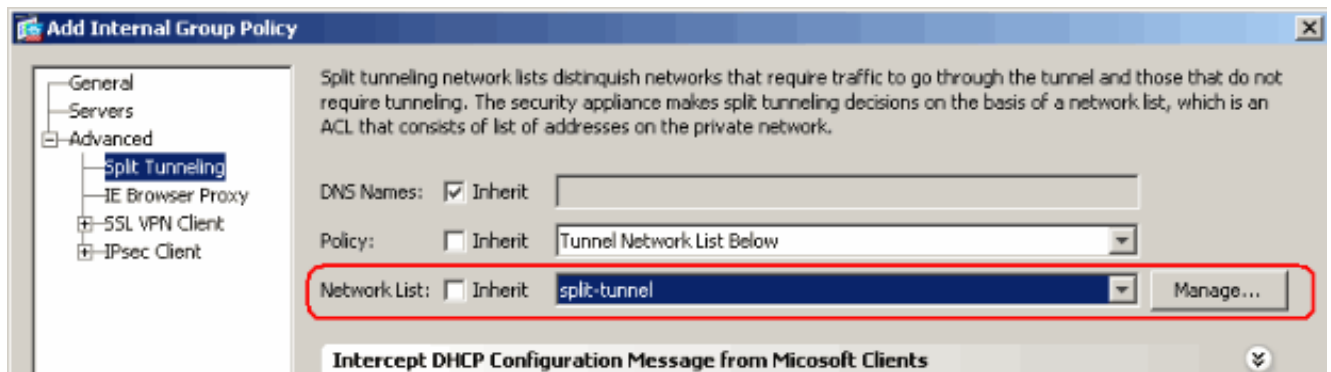 Add Internal Group Policy
General
Servers
Advanced
Split Tunneling
IE Browser Proxy
SSL VPN Client
IPsec Client
Split tunneling network lists distinguish networks that require traffic to go through the tunnel and those that do not
require tunneling. The security appliance makes split tunneling decisions on the basis of a network list, which is an
ACL that consists of list of addresses on the private network.
DNS Names: Inherit
Policy: Inherit Tunnel Network List Below
Network List: Inherit split-tunnel Manage...
Intercept DHCP Configuration Message from Micosoft Clients